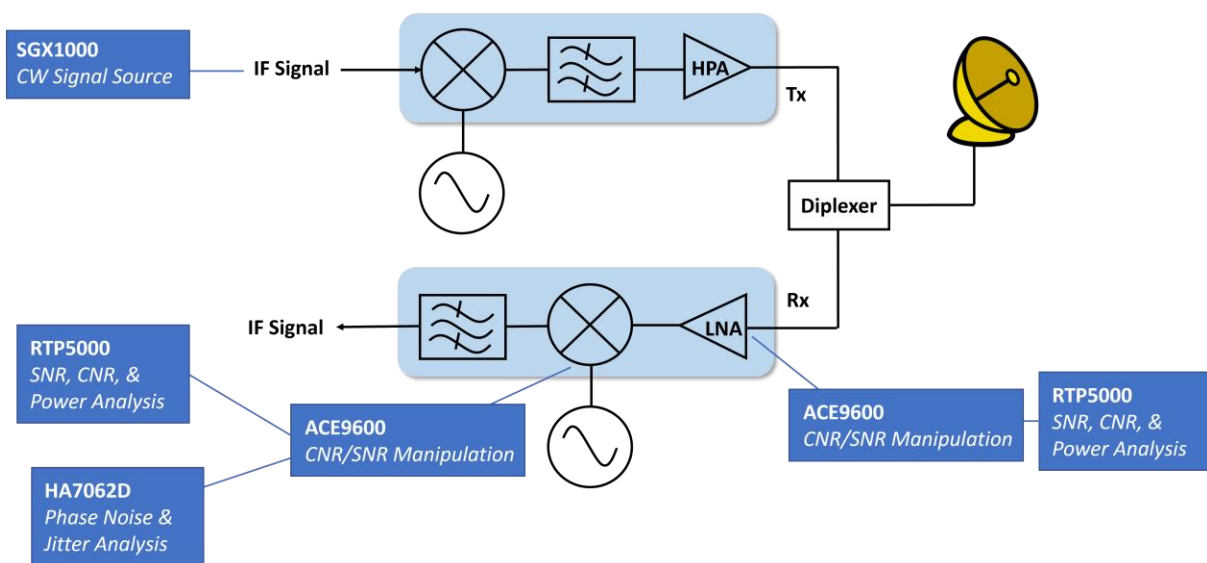 SGX1000
CW Signal Source
IF Signal
HPA
Tx
Diplexer
Rx
LNA
IF Signal
RTP5000
SNR, CNR, &
Power Analysis
ACE9600
CNR/SNR Manipulation
HA7062D
Phase Noise &
Jitter Analysis
ACE9600
CNR/SNR Manipulation
RTP5000
SNR, CNR, &
Power Analysis